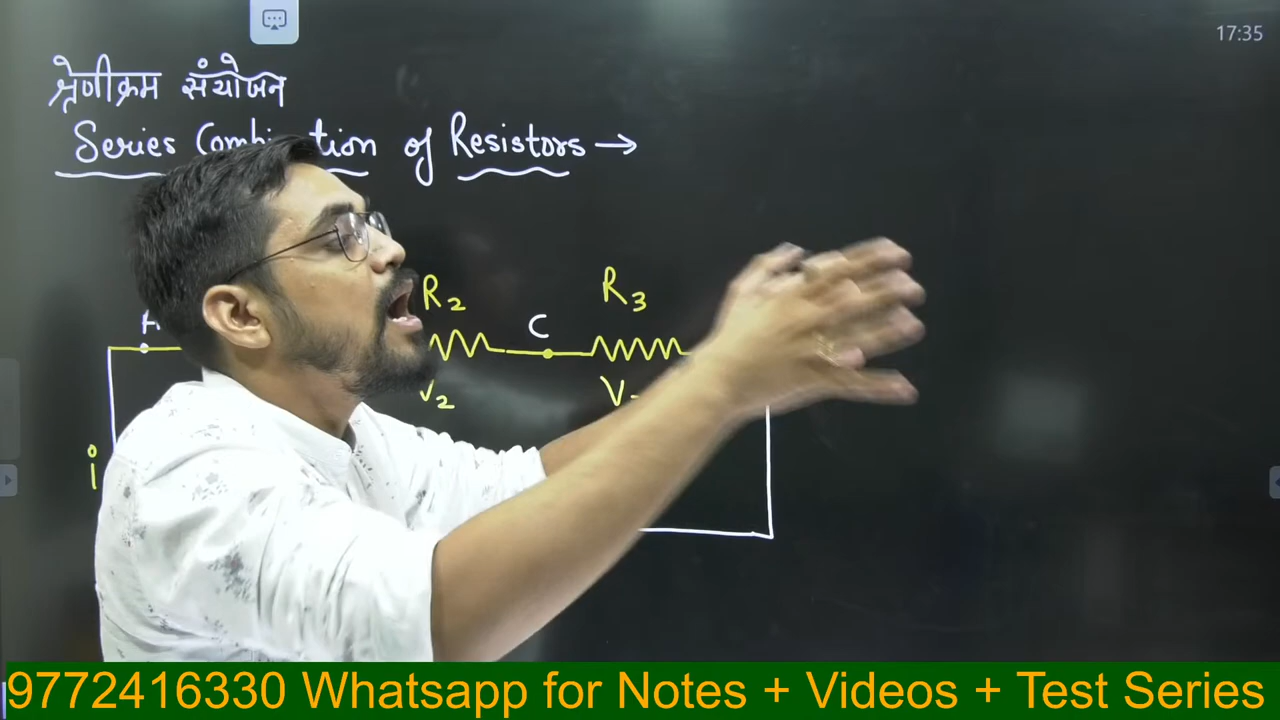 17:35
श्रेणीक्रम संयोजन
Series Combination of Resistors →
R2 R3
C
V2
i
9772416330 Whatsapp for Notes + Videos + Test Series